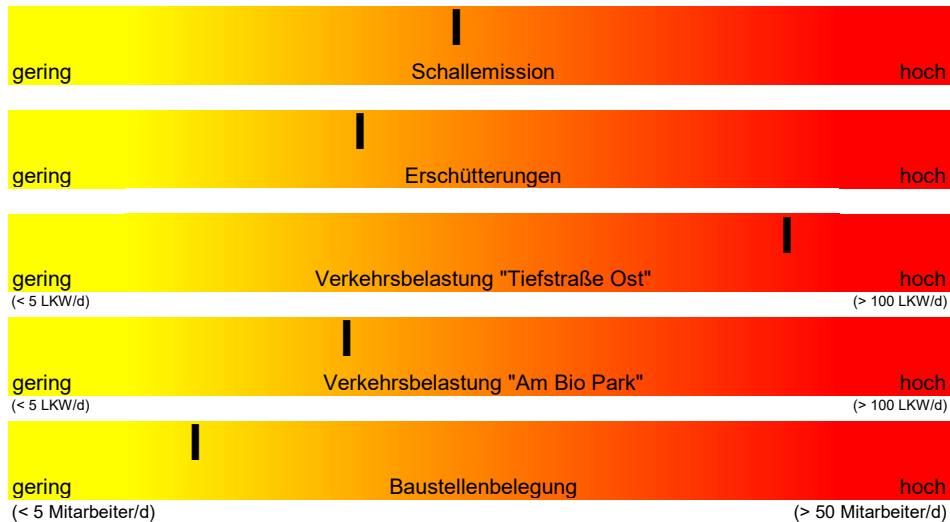 gering Schallemission hoch
gering Erschütterungen hoch
gering Verkehrsbelastung "Tiefstraße Ost" hoch
(< 5 LKW/d) (> 100 LKW/d)
gering Verkehrsbelastung "Am Bio Park" hoch
(< 5 LKW/d) (> 100 LKW/d)
gering Baustellenbelegung hoch
(< 5 Mitarbeiter/d) (> 50 Mitarbeiter/d)